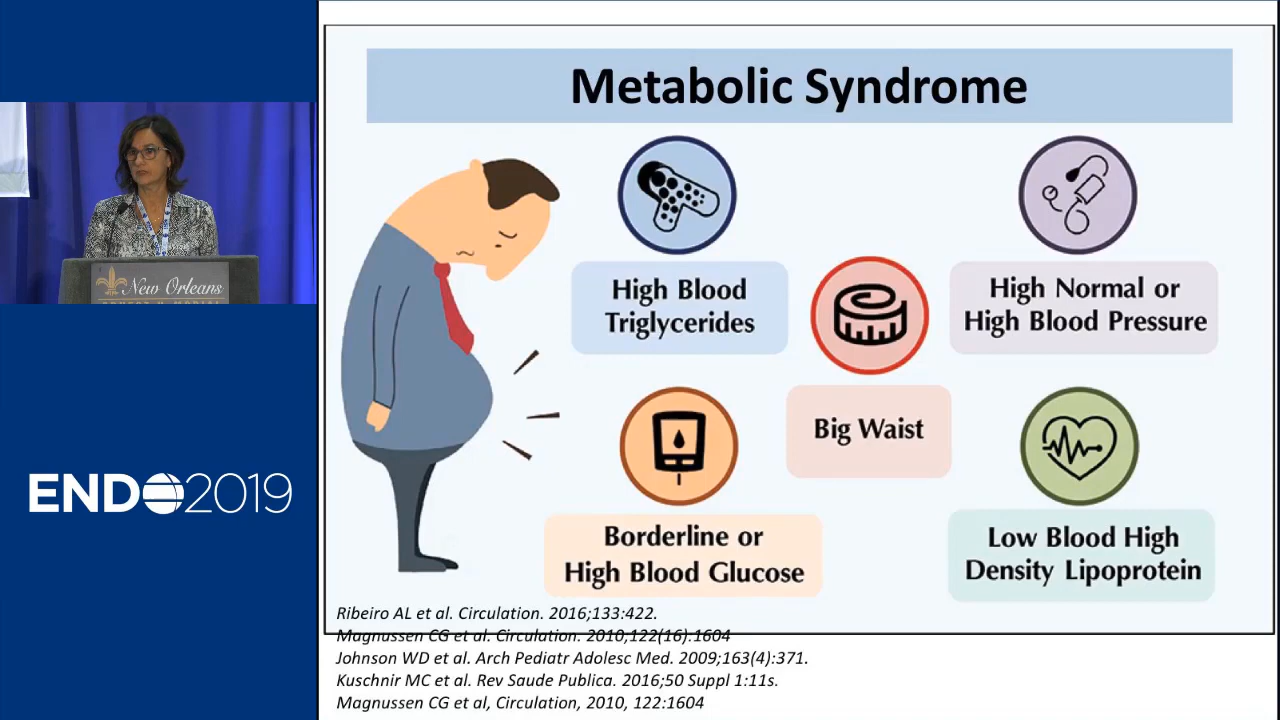 Metabolic Syndrome
High Blood
Triglycerides
High Normal or
High Blood Pressure
Big Waist
Borderline or
High Blood Glucose
Low Blood High
Density Lipoprotein
Ribeiro AL et al. Circulation. 2016;133:422.
Magnussen CG et al. Circulation. 2010;122(16):1604
Johnson WD et al. Arch Pediatr Adolesc Med. 2009;163(4):371.
Kuschnir MC et al. Rev Saude Publica. 2016;50 Suppl 1:11s.
Magnussen CG et al, Circulation, 2010, 122:1604
New Orleans
ENDO2019